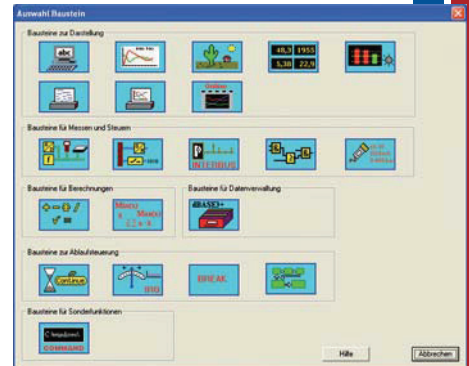 Auswahl Baustein
Bausteine zur Darstellung
abc
48,3 1955
5,38 22,9
Bausteine für Messen und Steuern
f
P
INTERBUS
Bausteine für Berechnungen
Bausteine für Datenverwaltung
dBASE3+
Bausteine zur Ablaufsteuerung
Continue
BREAK
Bausteine für Sonderfunktionen
COMMAND
Hilfe
Abbrechen